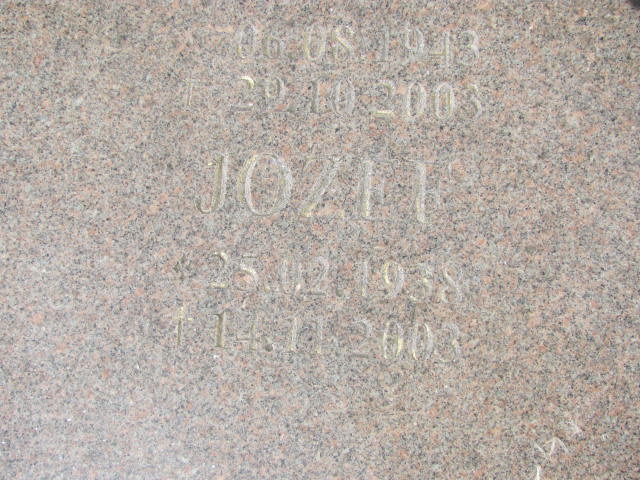 * 06.08.1943
† 29.10.2003
JOZEF
* 25.02.1938
† 14.11.2003